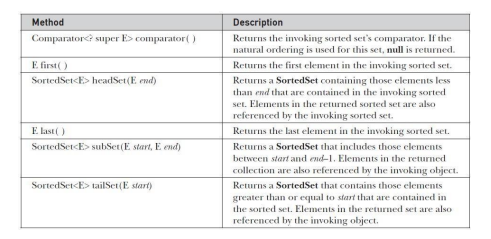 Method Description
Comparator<? super E> comparator( ) Returns the invoking sorted set's comparator. If the
natural ordering is used for this set, null is returned.
E first( ) Returns the first element in the invoking sorted set.
SortedSet<E> headSet(E end) Returns a SortedSet containing those elements less
than end that are contained in the invoking sorted
set. Elements in the returned sorted set are also
referenced by the invoking sorted set.
E last( ) Returns the last element in the invoking sorted set.
SortedSet<E> subSet(E start, E end) Returns a SortedSet that includes those elements
between start and end–1. Elements in the returned
collection are also referenced by the invoking object.
SortedSet<E> tailSet(E start) Returns a SortedSet that contains those elements
greater than or equal to start that are contained in
the sorted set. Elements in the returned set are also
referenced by the invoking object.